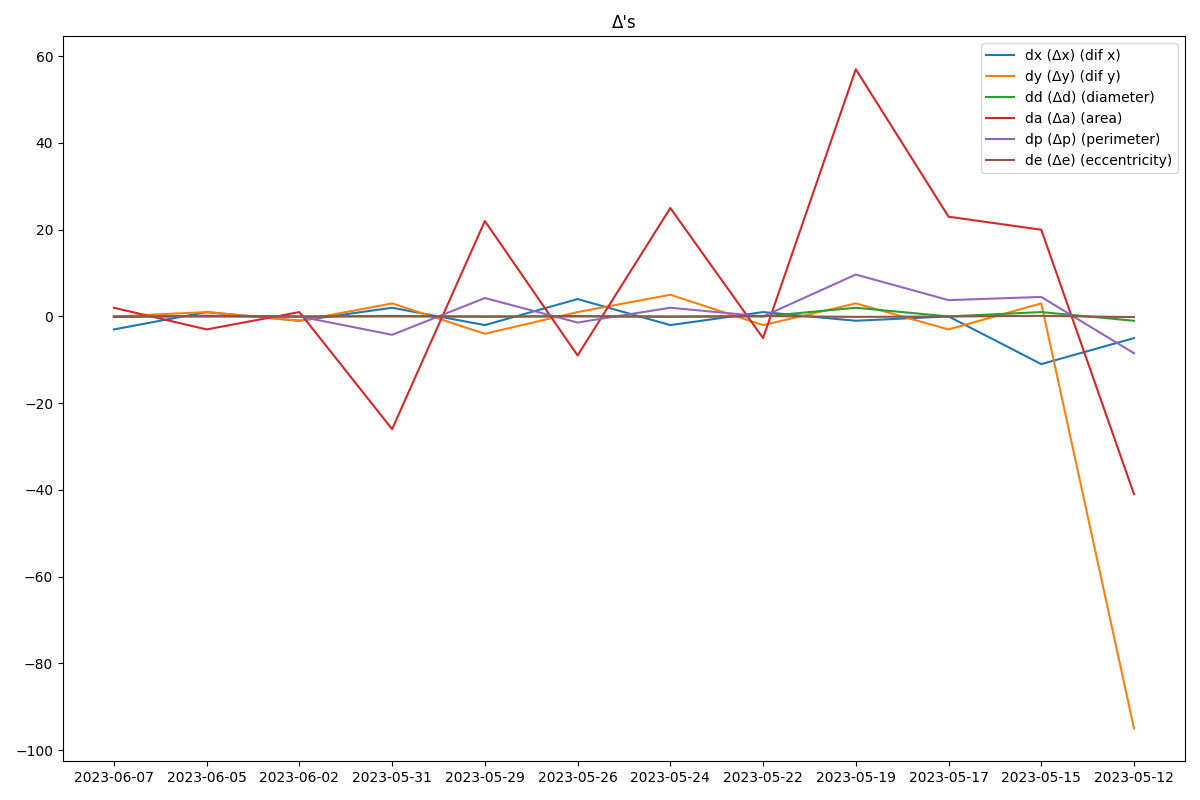 Δ's
dx (Δx) (dif x)
dy (Δy) (dif y)
dd (Δd) (diameter)
da (Δa) (area)
dp (Δp) (perimeter)
de (Δe) (eccentricity)
60
40
20
0
−20
−40
−60
−80
−100
2023-06-07 2023-06-05 2023-06-02 2023-05-31 2023-05-29 2023-05-26 2023-05-24 2023-05-22 2023-05-19 2023-05-17 2023-05-15 2023-05-12